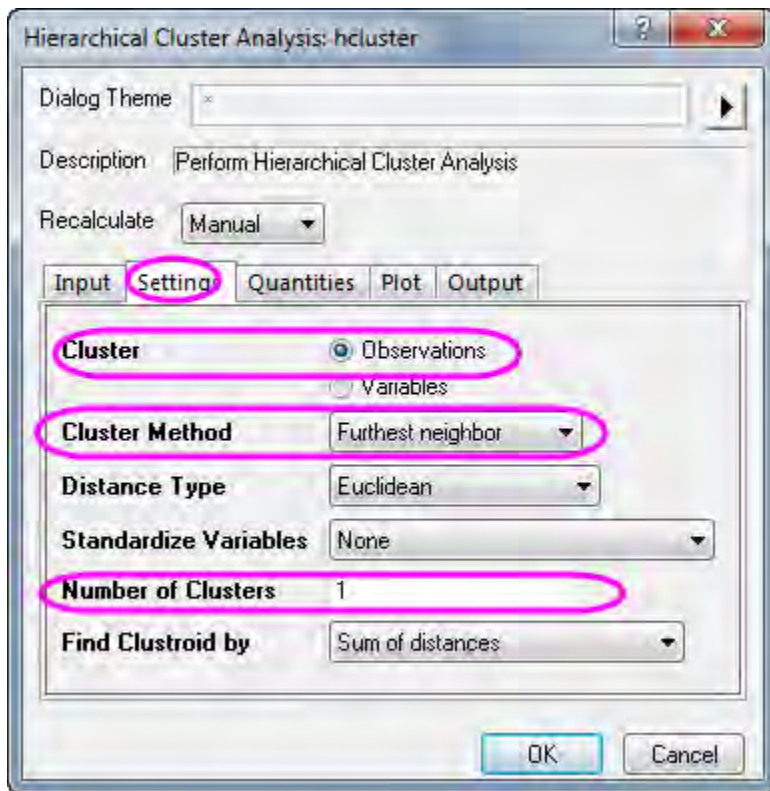 Hierarchical Cluster Analysis: hcluster
Dialog Theme *
Description Perform Hierarchical Cluster Analysis
Recalculate Manual
Input Settings Quantities Plot Output
Cluster Observations
Variables
Cluster Method Furthest neighbor
Distance Type Euclidean
Standardize Variables None
Number of Clusters 1
Find Clustroid by Sum of distances
OK Cancel